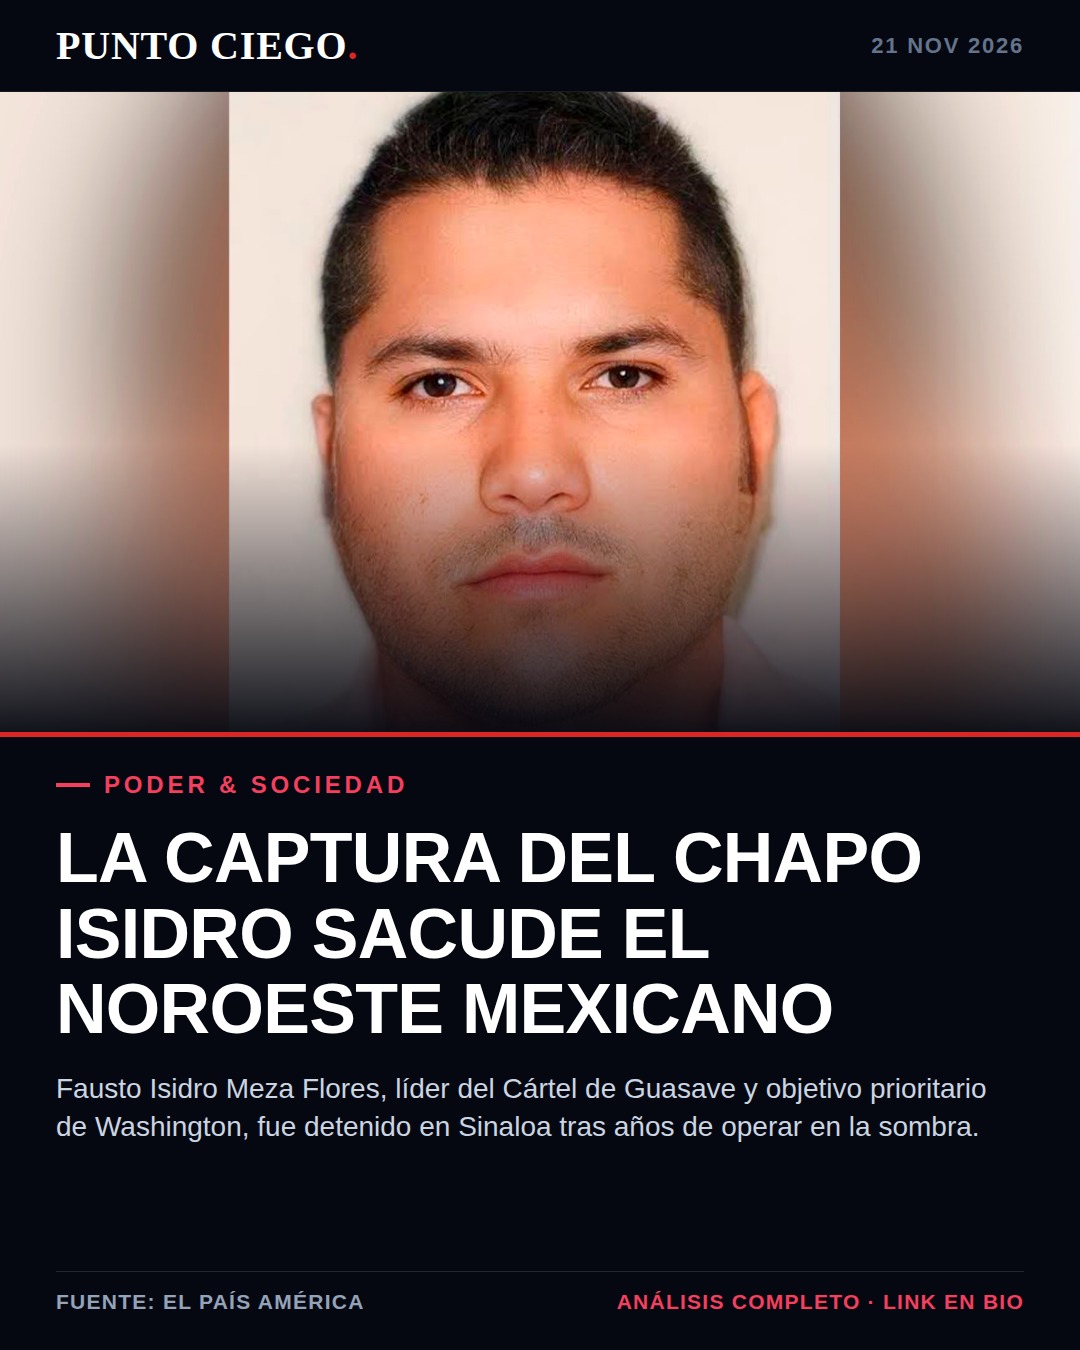 PUNTO CIEGO.
21 NOV 2026
PODER & SOCIEDAD
LA CAPTURA DEL CHAPO
ISIDRO SACUDE EL
NOROESTE MEXICANO
Fausto Isidro Meza Flores, líder del Cártel de Guasave y objetivo prioritario
de Washington, fue detenido en Sinaloa tras años de operar en la sombra.
FUENTE: EL PAÍS AMÉRICA
ANÁLISIS COMPLETO · LINK EN BIO